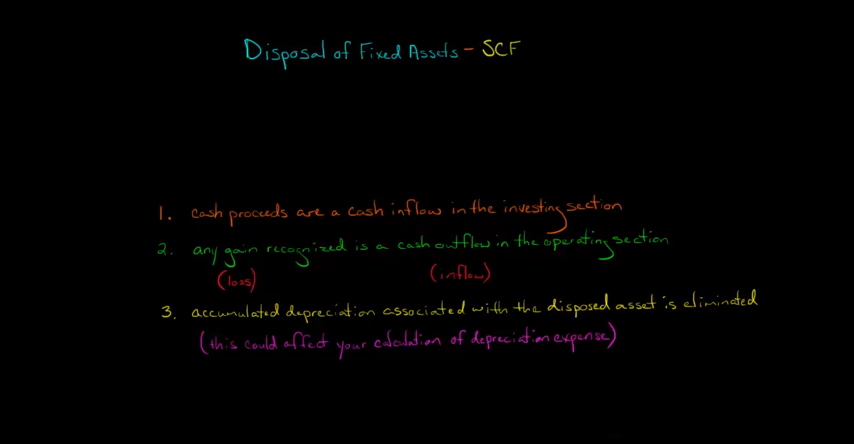 Disposal of Fixed Assets - SCF
1. cash proceeds are a cash inflow in the investing section
2. any gain recognized is a cash outflow in the operating section
(loss) (inflow)
3. accumulated depreciation associated with the disposed asset is eliminated
(this could affect your calculation of depreciation expense)